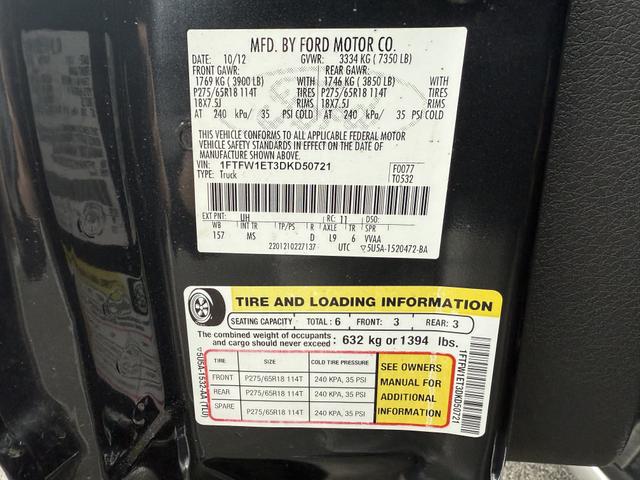 MFD. BY FORD MOTOR CO.
DATE: 10/12 GVWR: 3334 KG ( 7350 LB)
FRONT GAWR: REAR GAWR:
1769 KG ( 3900 LB) WITH 1746 KG ( 3850 LB) WITH
P275/65R18 114T TIRES P275/65R18 114T TIRES
18X7.5J RIMS 18X7.5J RIMS
AT 240 kPa/ 35 PSI COLD AT 240 kPa/ 35 PSI COLD
THIS VEHICLE CONFORMS TO ALL APPLICABLE FEDERAL MOTOR
VEHICLE SAFETY STANDARDS IN EFFECT ON THE DATE OF
MANUFACTURE SHOWN ABOVE.
VIN: 1FTFW1ET3DKD50721 F0077
TYPE: Truck T0532
EXT PNT: UH RC: 11 DSO:
WB INT TR TP/PS R AXLE TR SPR
157 MS D L9 6 VVAA
2201210227137 UTC ▽5U5A-1520472-BA
TIRE AND LOADING INFORMATION
SEATING CAPACITY TOTAL : 6 FRONT: 3 REAR: 3
The combined weight of occupants
and cargo should never exceed : 632 kg or 1394 lbs.
TIRE SIZE COLD TIRE PRESSURE
FRONT P275/65R18 114T 240 KPA, 35 PSI
REAR P275/65R18 114T 240 KPA, 35 PSI
SPARE P275/65R18 114T 240 KPA, 35 PSI
SEE OWNERS
MANUAL FOR
ADDITIONAL
INFORMATION
▽5U5A-1532-AA (TLU)
1FTFW1ET3DKD50721